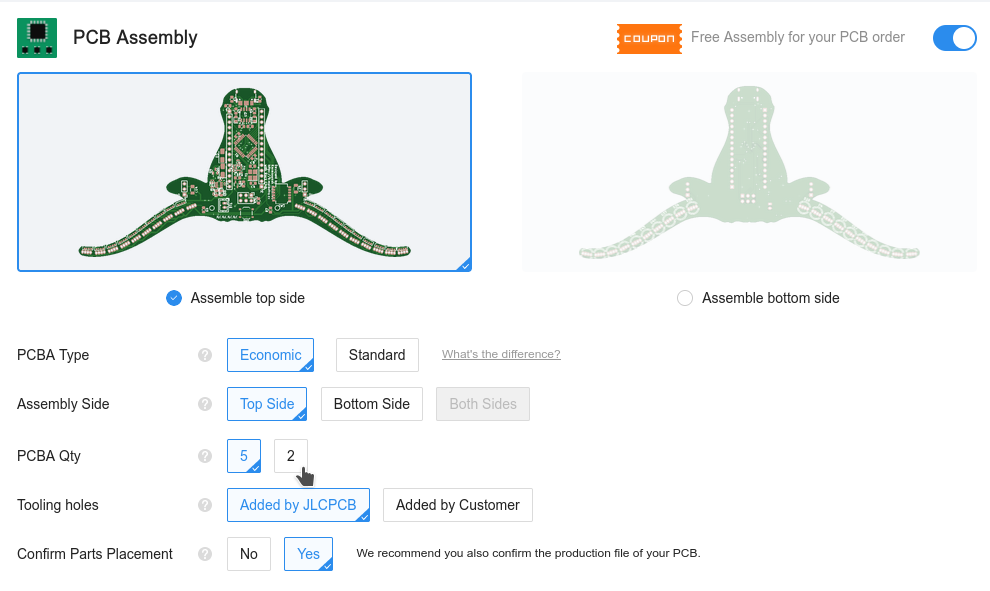 PCB Assembly
COUPON Free Assembly for your PCB order
Assemble top side
Assemble bottom side
PCBA Type ? Economic Standard What's the difference?
Assembly Side ? Top Side Bottom Side Both Sides
PCBA Qty ? 5 2
Tooling holes ? Added by JLCPCB Added by Customer
Confirm Parts Placement ? No Yes We recommend you also confirm the production file of your PCB.